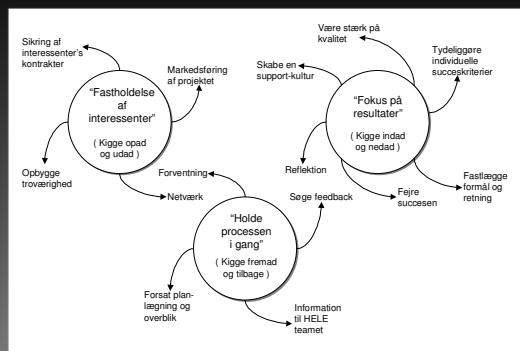 Sikring af
interessenter's
kontrakter
"Fastholdelse
af
interessenter"
( Kigge opad
og udad )
Markedsføring
af projektet
Opbygge
troværighed
Netværk
Være stærk på
kvalitet
Skabe en
support-kultur
Tydeliggøre
individuelle
succeskriterier
"Fokus på
resultater"
( Kigge indad
og nedad )
Reflektion
Fejre
succesen
Fastlægge
formål og
retning
Forventning
Søge feedback
"Holde
processen
i gang"
( Kigge fremad
og tilbage )
Forsat plan-
lægning og
overblik
Information
til HELE
teamet